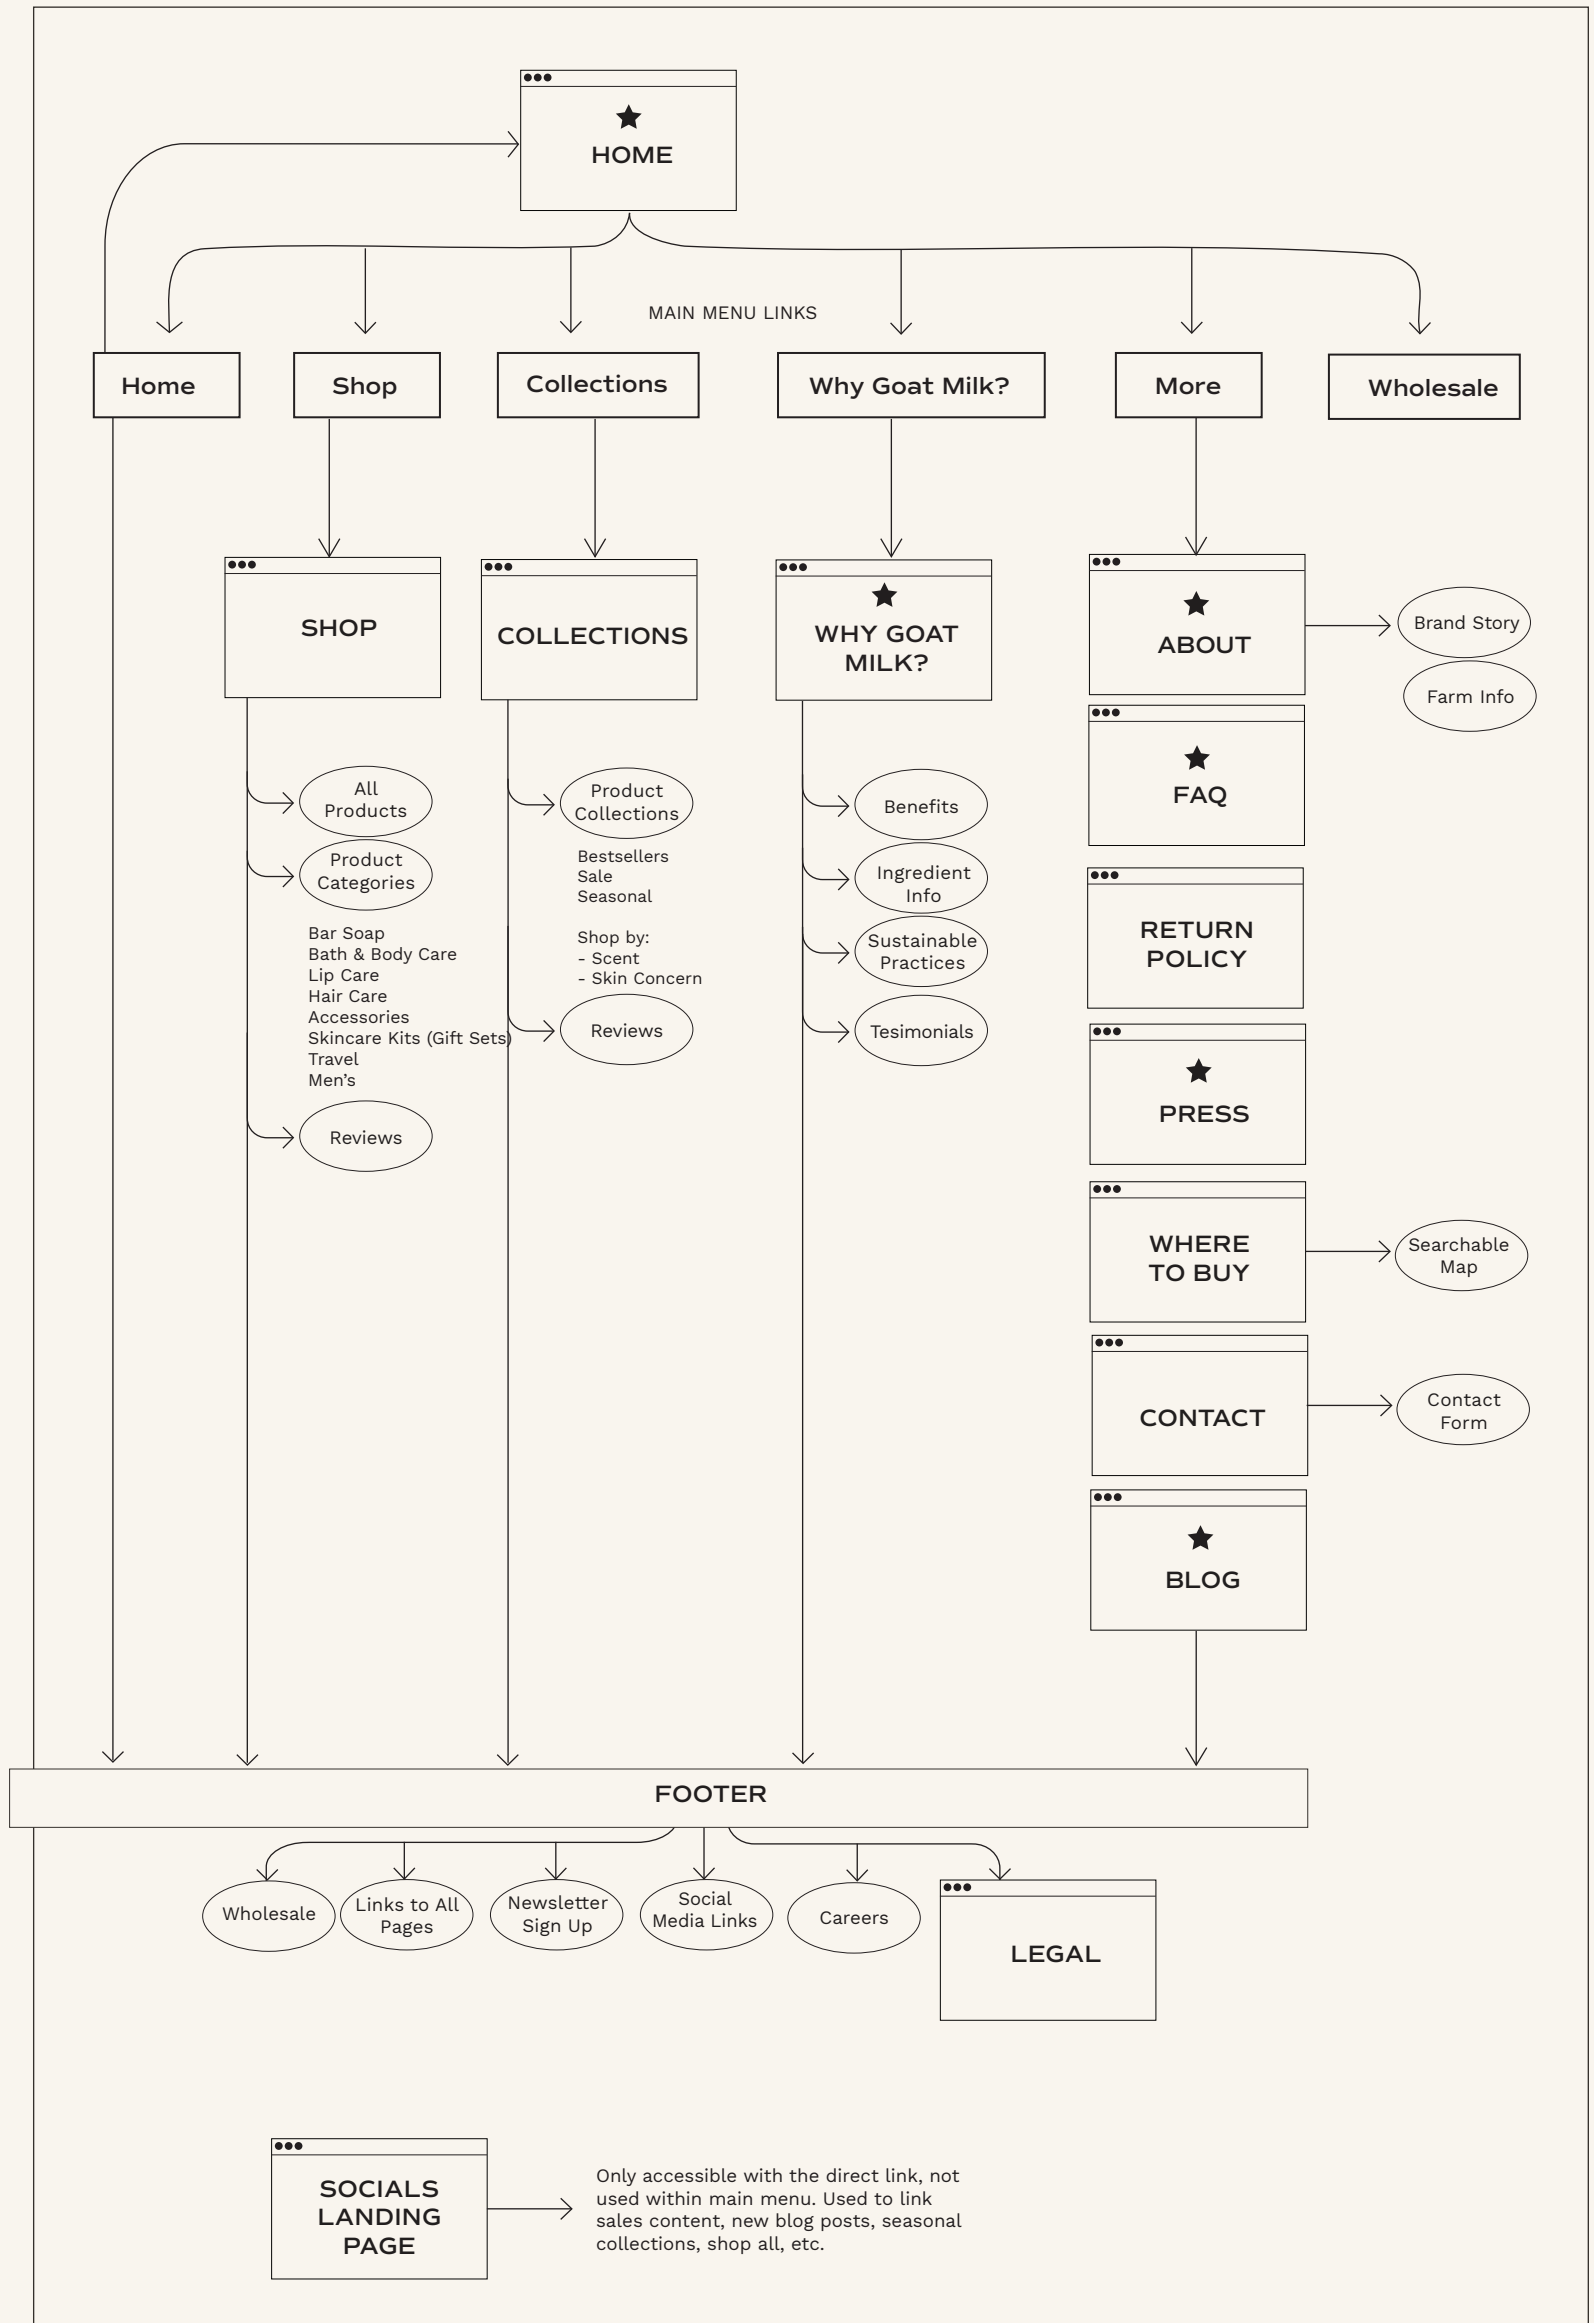 HOME
MAIN MENU LINKS
Home
Shop
Collections
Why Goat Milk?
More
Wholesale
SHOP
All
Products
Product
Categories
Bar Soap
Bath & Body Care
Lip Care
Hair Care
Accessories
Skincare Kits (Gift Sets)
Travel
Men’s
Reviews
COLLECTIONS
Product
Collections
Bestsellers
Sale
Seasonal
Shop by:
- Scent
- Skin Concern
Reviews
WHY GOAT
MILK?
Benefits
Ingredient
Info
Sustainable
Practices
Tesimonials
ABOUT
Brand Story
Farm Info
FAQ
RETURN
POLICY
PRESS
WHERE
TO BUY
Searchable
Map
CONTACT
Contact
Form
BLOG
FOOTER
Wholesale
Links to All
Pages
Newsletter
Sign Up
Social
Media Links
Careers
LEGAL
SOCIALS
LANDING
PAGE
Only accessible with the direct link, not
used within main menu. Used to link
sales content, new blog posts, seasonal
collections, shop all, etc.